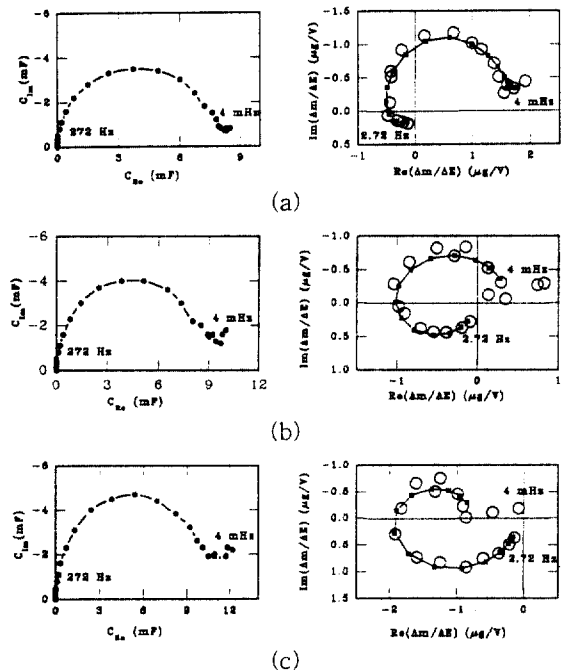 -6
-4
-2
0
C_Im (mF)
272 Hz
4 mHz
0 3 6 9
C_Re (mF)
-1.5
-1.0
-0.5
0.0
0.5
Im(Δm/ΔE) (μg/V)
4 mHz
2.72 Hz
-1 0 1 2
Re(Δm/ΔE) (μg/V)
(a)
-6
-4
-2
0
C_Im (mF)
272 Hz
4 mHz
0 3 6 9 12
C_Re (mF)
-1.0
-0.5
0.0
0.5
1.0
Im(Δm/ΔE) (μg/V)
4 mHz
2.72 Hz
-1 0 1
Re(Δm/ΔE) (μg/V)
(b)
-6
-4
-2
0
C_Im (mF)
272 Hz
4 mHz
0 3 6 9 12
C_Re (mF)
-1.0
-0.5
0.0
0.5
1.0
1.5
Im(Δm/ΔE) (μg/V)
4 mHz
2.72 Hz
-2 -1 0
Re(Δm/ΔE) (μg/V)
(c)